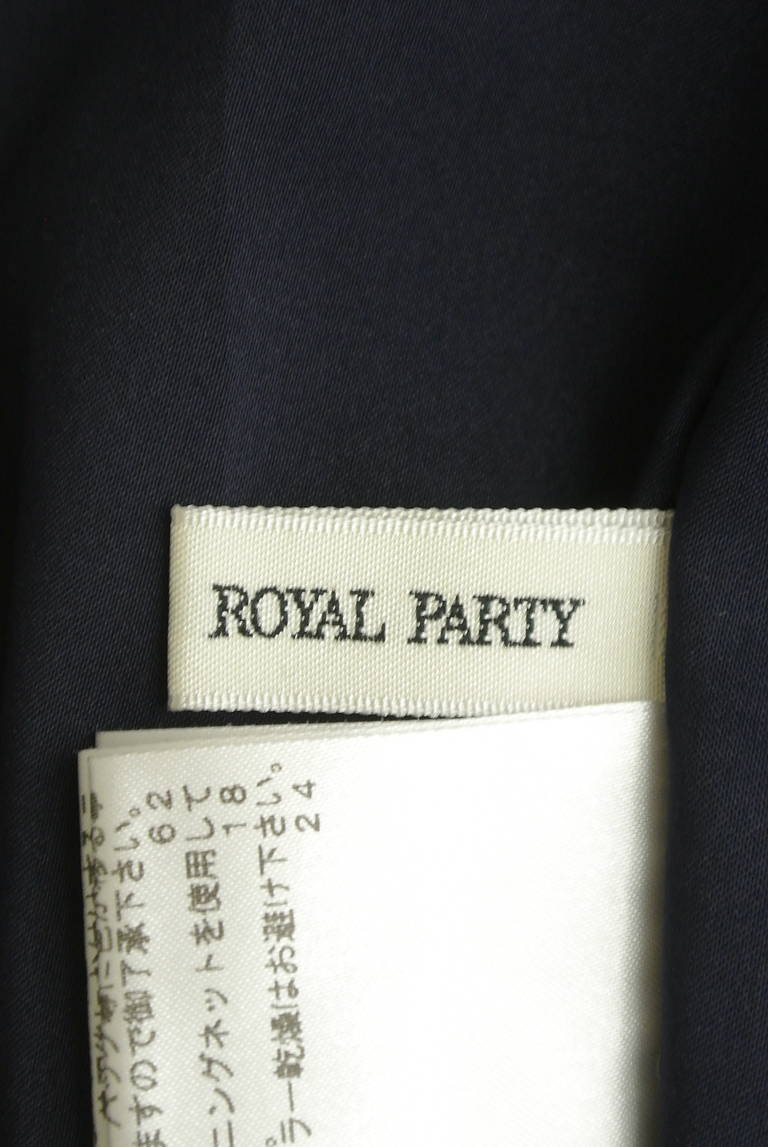 ROYAL PARTY
ますので御了承下さい。
62
ニングネットを使用して
18
ラー乾燥はお避け下さい。
24